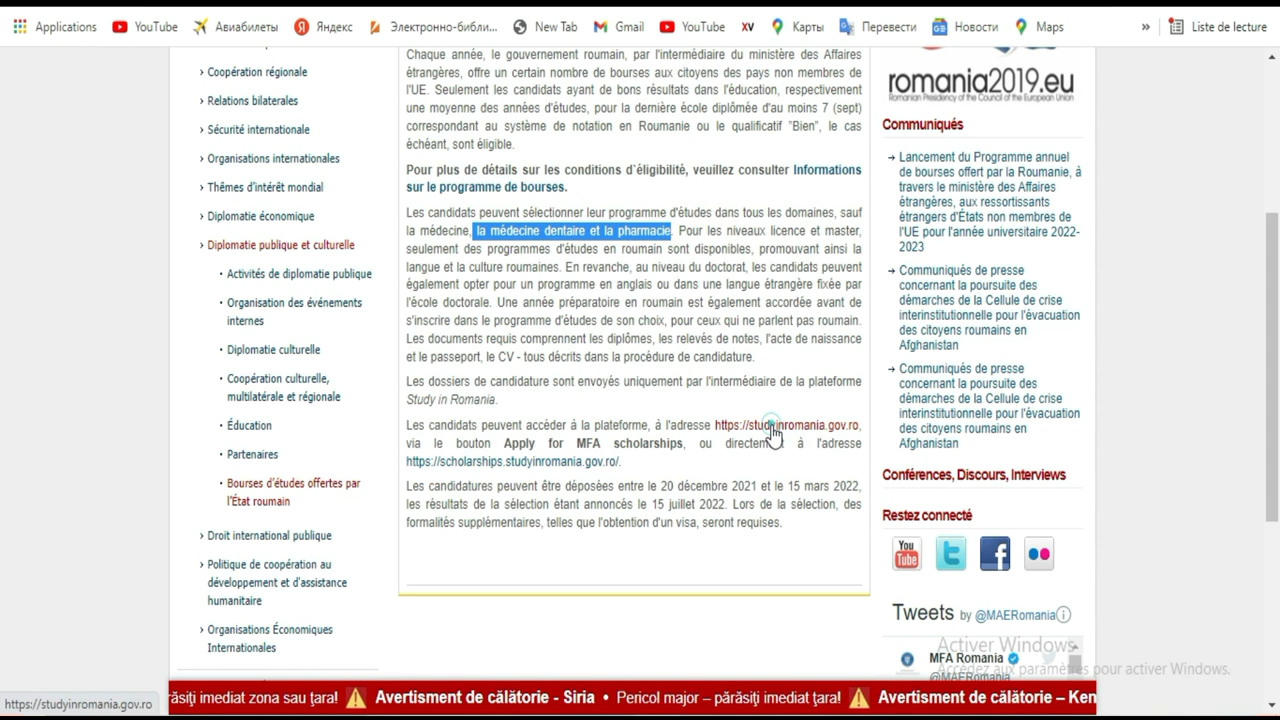 Applications
YouTube
Авиабилеты
Яндекс
Электронно-библи...
New Tab
Gmail
YouTube
XV
Карты
Перевести
Новости
Maps
»
Liste de lecture
› Coopération régionale
› Relations bilaterales
› Sécurité internationale
› Organisations internationales
› Thêmes d'intérêt mondial
› Diplomatie économique
› Diplomatie publique et culturelle
• Activités de diplomatie publique
• Organisation des événements
internes
• Diplomatie culturelle
• Coopération culturelle,
multilatérale et régionale
• Éducation
• Partenaires
• Bourses d'études offertes par
l'État roumain
› Droit international publique
› Politique de coopération au
développement et d'assistance
humanitaire
› Organisations Économiques
Internationales
Chaque année, le gouvernement roumain, par l'intermédiaire du ministère des Affaires
étrangères, offre un certain nombre de bourses aux citoyens des pays non membres de
l'UE. Seulement les candidats ayant de bons résultats dans l'éducation, respectivement
une moyenne des années d'études, pour la dernière école diplômée d'au moins 7 (sept)
correspondant au système de notation en Roumanie ou le qualificatif ”Bien”, le cas
échéant, sont éligible.
Pour plus de détails sur les conditions d`éligibilité, veuillez consulter Informations
sur le programme de bourses.
Les candidats peuvent sélectionner leur programme d'études dans tous les domaines, sauf
la médecine, la médecine dentaire et la pharmacie. Pour les niveaux licence et master,
seulement des programmes d'études en roumain sont disponibles, promouvant ainsi la
langue et la culture roumaines. En revanche, au niveau du doctorat, les candidats peuvent
également opter pour un programme en anglais ou dans une langue étrangère fixée par
l'école doctorale. Une année préparatoire en roumain est également accordée avant de
s'inscrire dans le programme d'études de son choix, pour ceux qui ne parlent pas roumain.
Les documents requis comprennent les diplômes, les relevés de notes, l'acte de naissance
et le passeport, le CV - tous décrits dans la procédure de candidature.
Les dossiers de candidature sont envoyés uniquement par l'intermédiaire de la plateforme
Study in Romania.
Les candidats peuvent accéder à la plateforme, à l'adresse https://studyinromania.gov.ro,
via le bouton Apply for MFA scholarships, ou directement à l'adresse
https://scholarships.studyinromania.gov.ro/.
Les candidatures peuvent être déposées entre le 20 décembre 2021 et le 15 mars 2022,
les résultats de la sélection étant annoncés le 15 juillet 2022. Lors de la sélection, des
formalités supplémentaires, telles que l'obtention d'un visa, seront requises.
romania2019.eu
Romanian Presidency of the Council of the European Union
Communiqués
Lancement du Programme annuel
de bourses offert par la Roumanie, à
travers le ministère des Affaires
étrangères, aux ressortissants
étrangers d'États non membres de
l'UE pour l'année universitaire 2022-
2023
Communiqués de presse
concernant la poursuite des
démarches de la Cellule de crise
interinstitutionnelle pour l'évacuation
des citoyens roumains en
Afghanistan
Communiqués de presse
concernant la poursuite des
démarches de la Cellule de crise
interinstitutionnelle pour l'évacuation
des citoyens roumains en
Afghanistan
Conférences, Discours, Interviews
Restez connecté
You Tube
Tweets by @MAERomania
MFA Romania
@MAERomania
Activer Windows
Accédez aux paramètres pour activer Windows.
răsiți imediat zona sau țara! Avertisment de călătorie - Siria • Pericol major – părăsiți imediat țara! Avertisment de călătorie – Ken
https://studyinromania.gov.ro